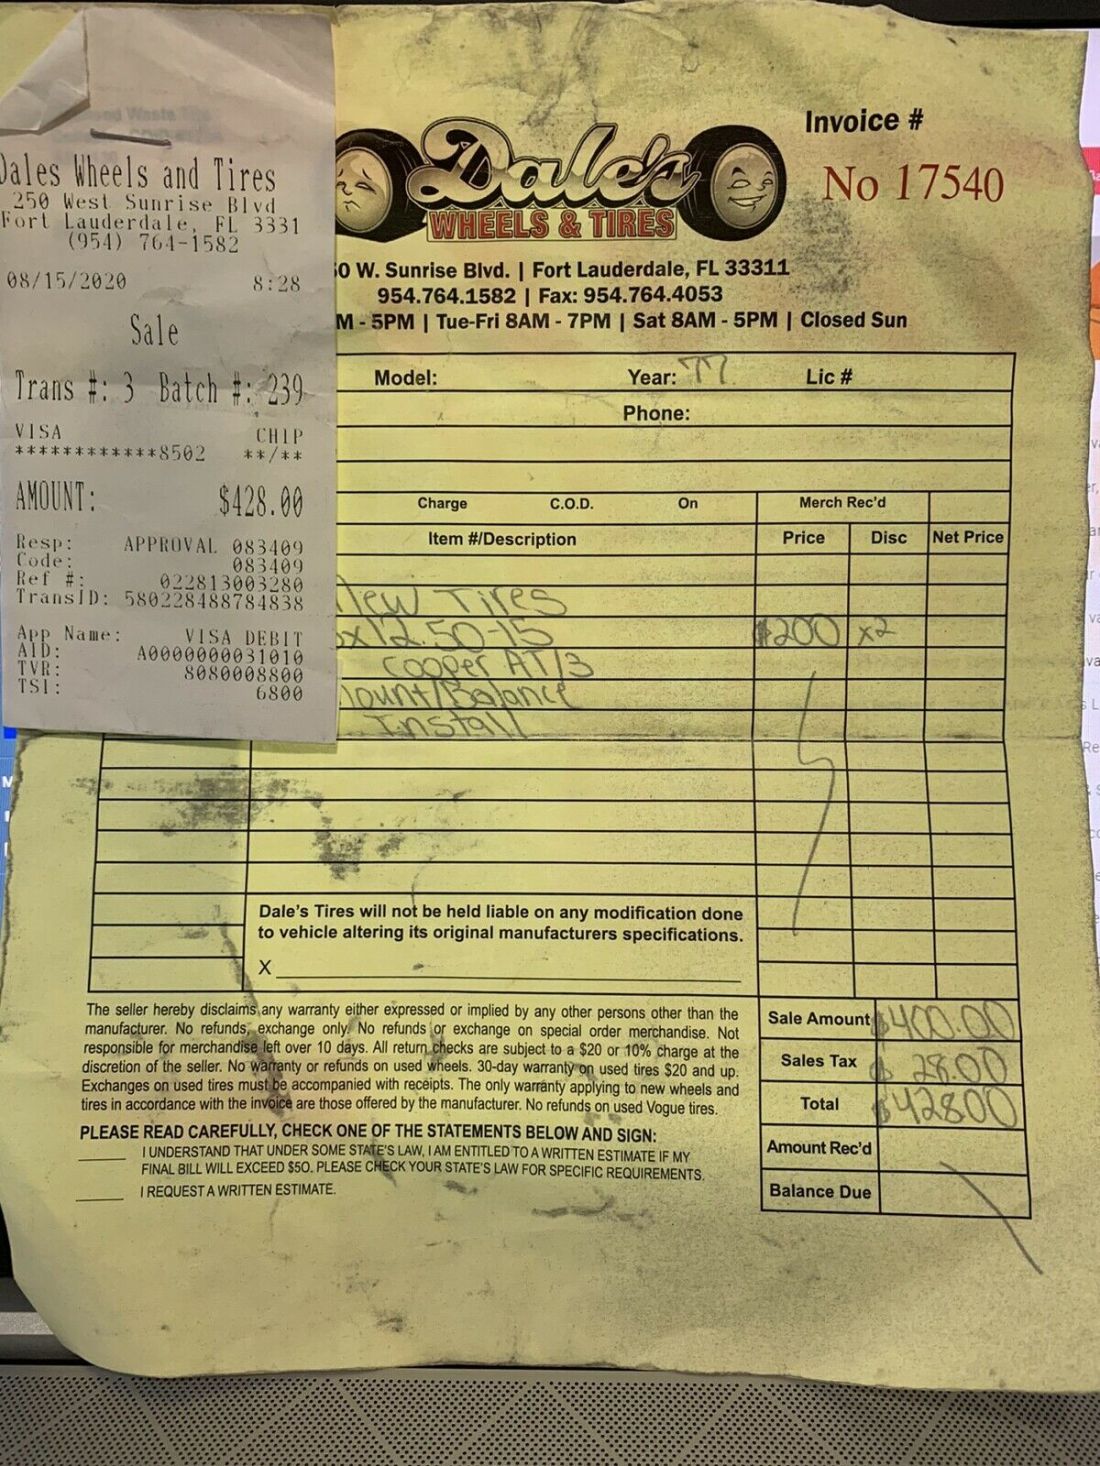 Dales Wheels and Tires
250 West Sunrise Blvd
Fort Lauderdale, FL 3331
(954) 764-1582
08/15/2020 8:28
Sale
Trans #: 3 Batch #: 239
VISA CHIP
************8502 **/**
AMOUNT: $428.00
Resp: APPROVAL 083409
Code: 083409
Ref #: 022813003280
TransID: 580228488784838
App Name: VISA DEBIT
AID: A0000000031010
TVR: 8080008800
TSI: 6800
Dale's
WHEELS & TIRES
Invoice #
No 17540
0 W. Sunrise Blvd. | Fort Lauderdale, FL 33311
954.764.1582 | Fax: 954.764.4053
M - 5PM | Tue-Fri 8AM - 7PM | Sat 8AM - 5PM | Closed Sun
Model: Year: 77 Lic #
Phone:
Charge C.O.D. On Merch Rec'd
Item #/Description Price Disc Net Price
New Tires
x12.50-15 $200 x2
Cooper AT/3
Mount/Balance
Install
Dale's Tires will not be held liable on any modification done
to vehicle altering its original manufacturers specifications.
X
The seller hereby disclaims any warranty either expressed or implied by any other persons other than the
manufacturer. No refunds, exchange only. No refunds or exchange on special order merchandise. Not
responsible for merchandise left over 10 days. All return checks are subject to a $20 or 10% charge at the
discretion of the seller. No warranty or refunds on used wheels. 30-day warranty on used tires $20 and up.
Exchanges on used tires must be accompanied with receipts. The only warranty applying to new wheels and
tires in accordance with the invoice are those offered by the manufacturer. No refunds on used Vogue tires.
PLEASE READ CAREFULLY, CHECK ONE OF THE STATEMENTS BELOW AND SIGN:
I UNDERSTAND THAT UNDER SOME STATE'S LAW, I AM ENTITLED TO A WRITTEN ESTIMATE IF MY
FINAL BILL WILL EXCEED $50. PLEASE CHECK YOUR STATE'S LAW FOR SPECIFIC REQUIREMENTS.
I REQUEST A WRITTEN ESTIMATE.
Sale Amount $400.00
Sales Tax $ 28.00
Total $428.00
Amount Rec'd
Balance Due